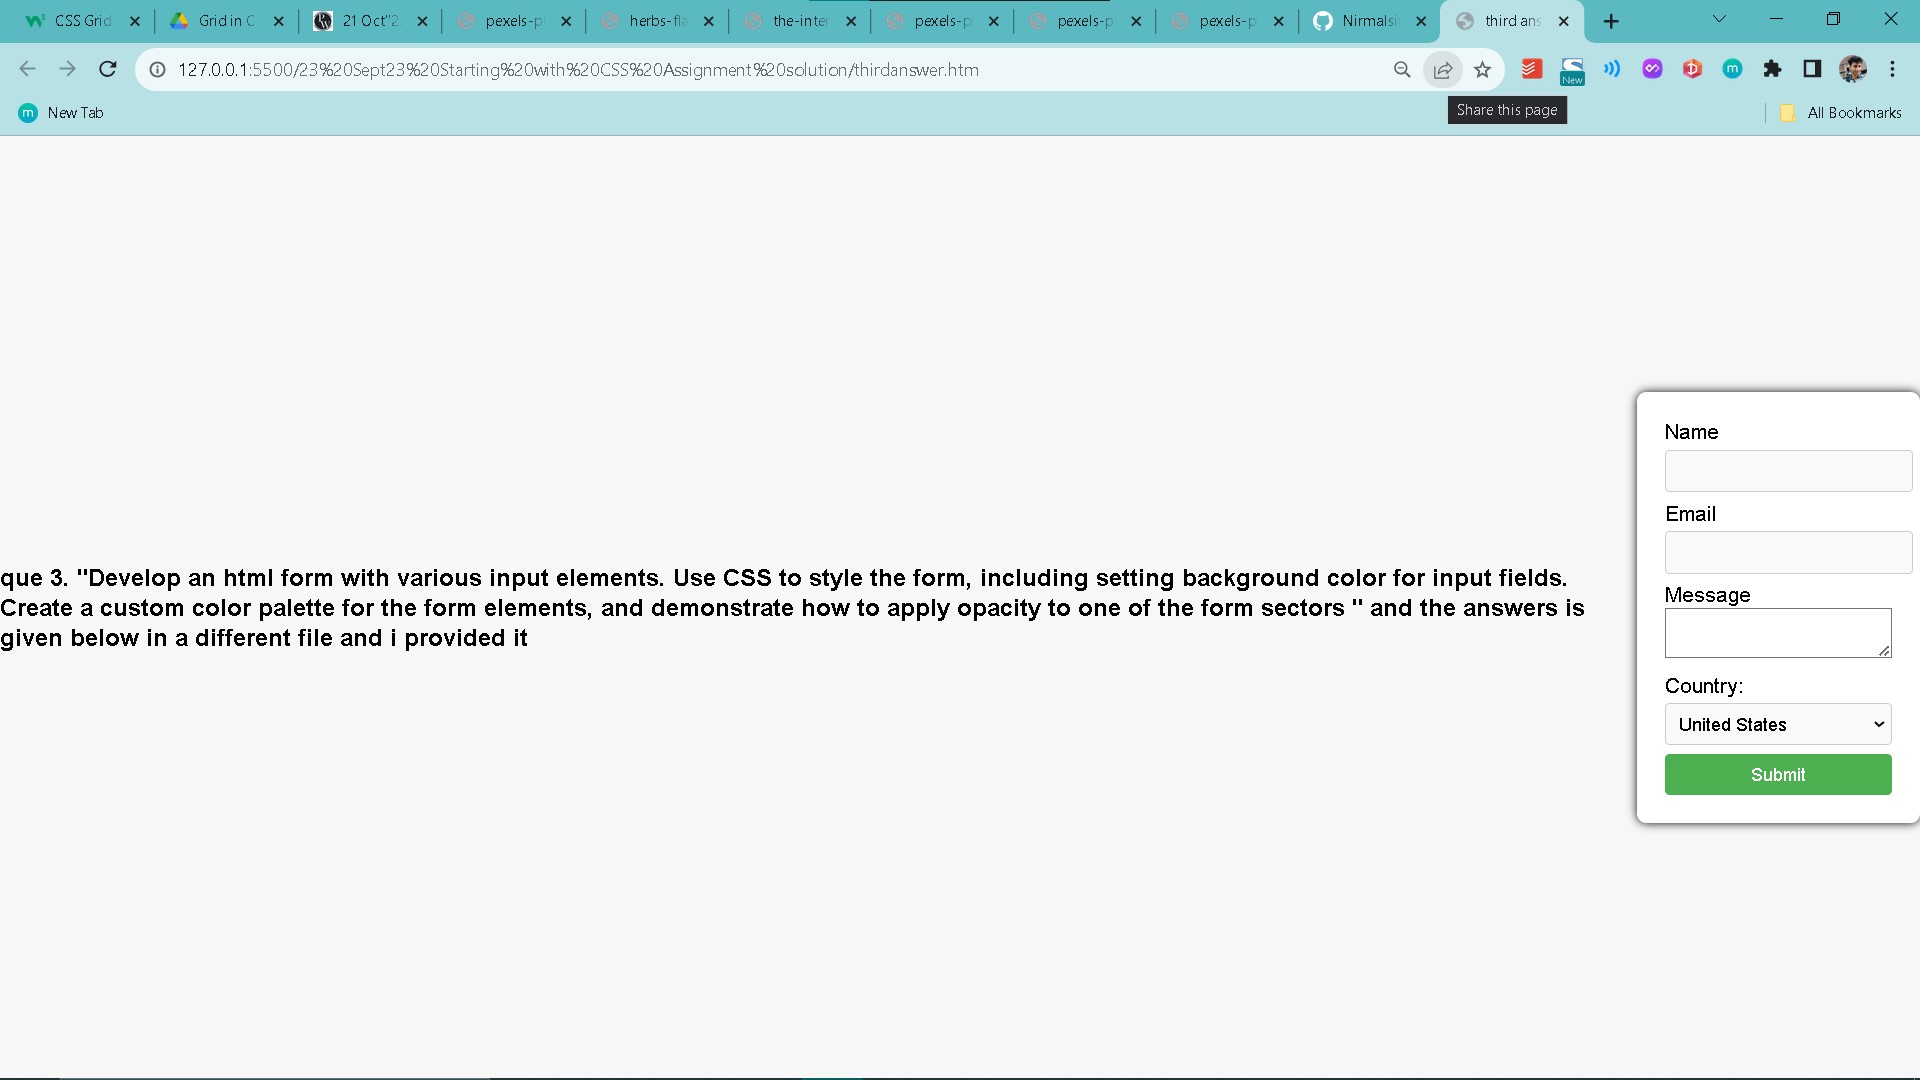 CSS Grid
Grid in C
21 Oct"2
pexels-p
herbs-fla
the-inter
pexels-p
pexels-p
pexels-p
Nirmalsi
third ans
127.0.0.1:5500/23%20Sept23%20Starting%20with%20CSS%20Assignment%20solution/thirdanswer.htm
New
m New Tab
Share this page
All Bookmarks
que 3. "Develop an html form with various input elements. Use CSS to style the form, including setting background color for input fields.
Create a custom color palette for the form elements, and demonstrate how to apply opacity to one of the form sectors " and the answers is
given below in a different file and i provided it
Name
Email
Message
Country:
United States
Submit